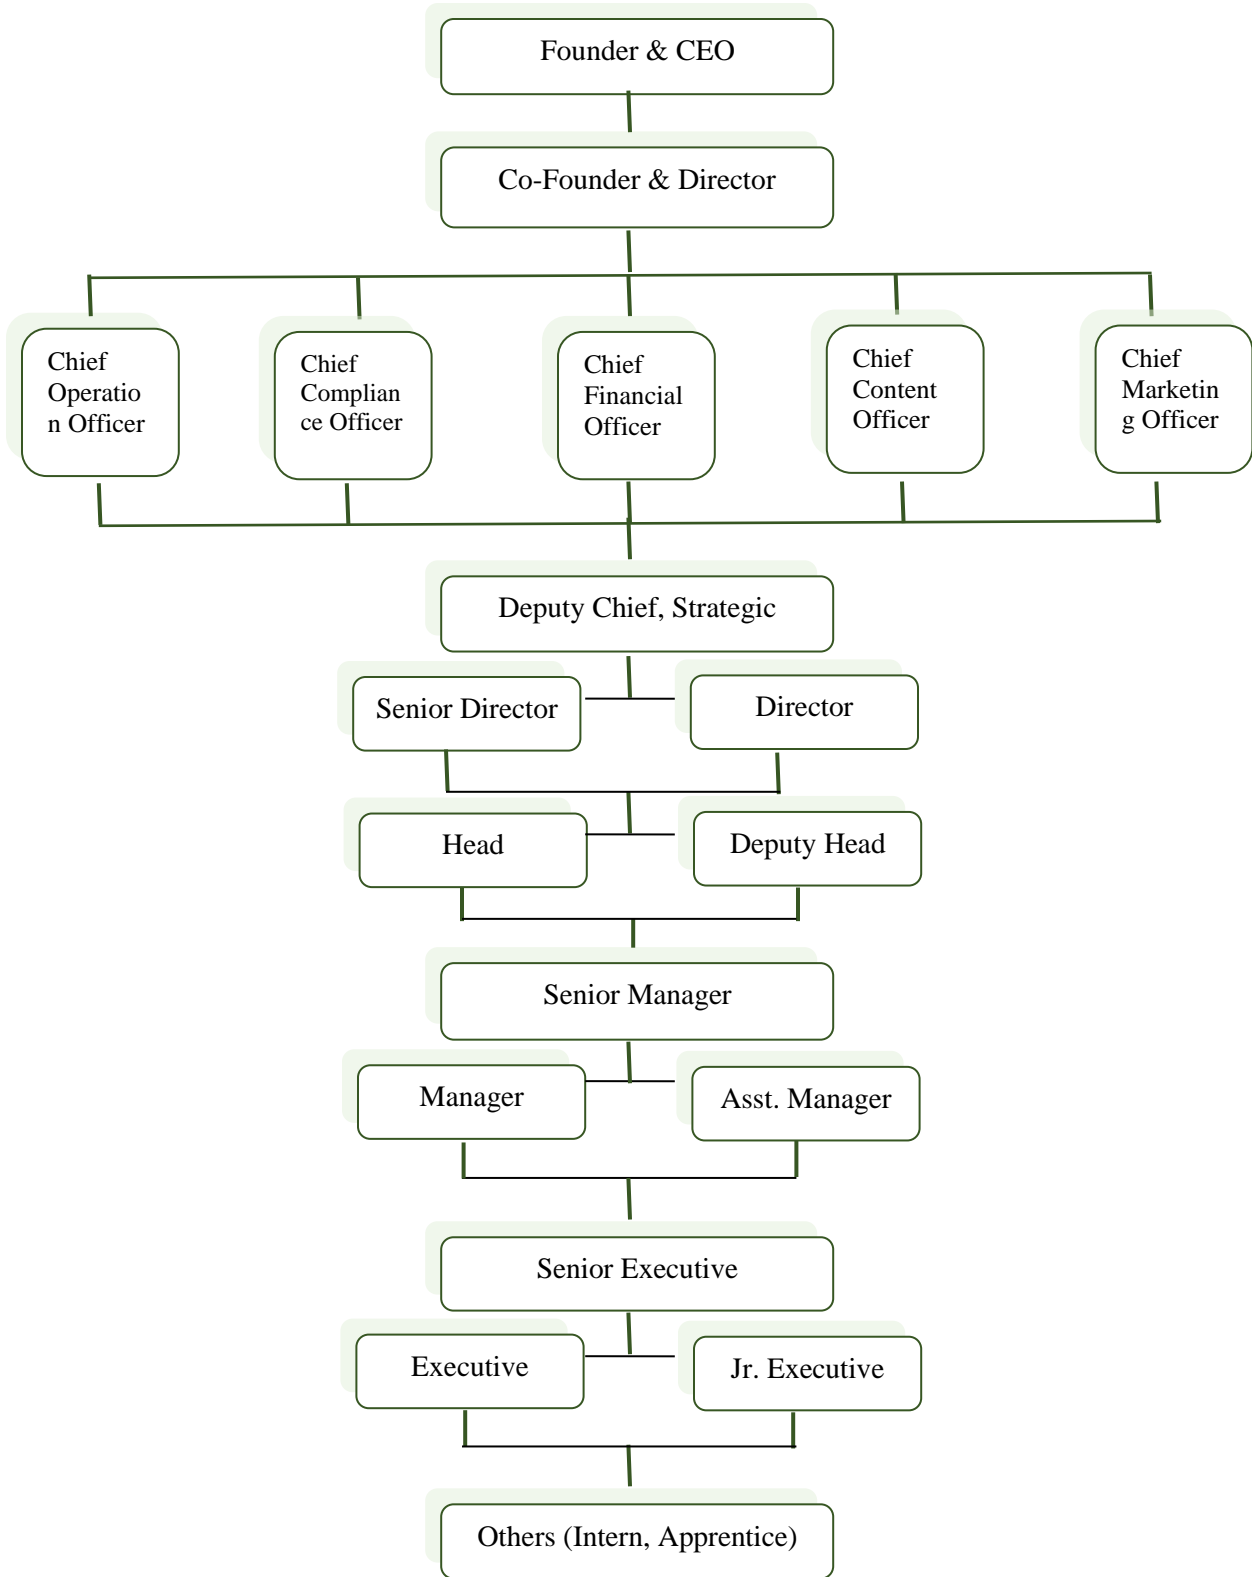 Founder & CEO
Co-Founder & Director
Chief
Operatio
n Officer
Chief
Complian
ce Officer
Chief
Financial
Officer
Chief
Content
Officer
Chief
Marketin
g Officer
Deputy Chief, Strategic
Senior Director
Director
Head
Deputy Head
Senior Manager
Manager
Asst. Manager
Senior Executive
Executive
Jr. Executive
Others (Intern, Apprentice)